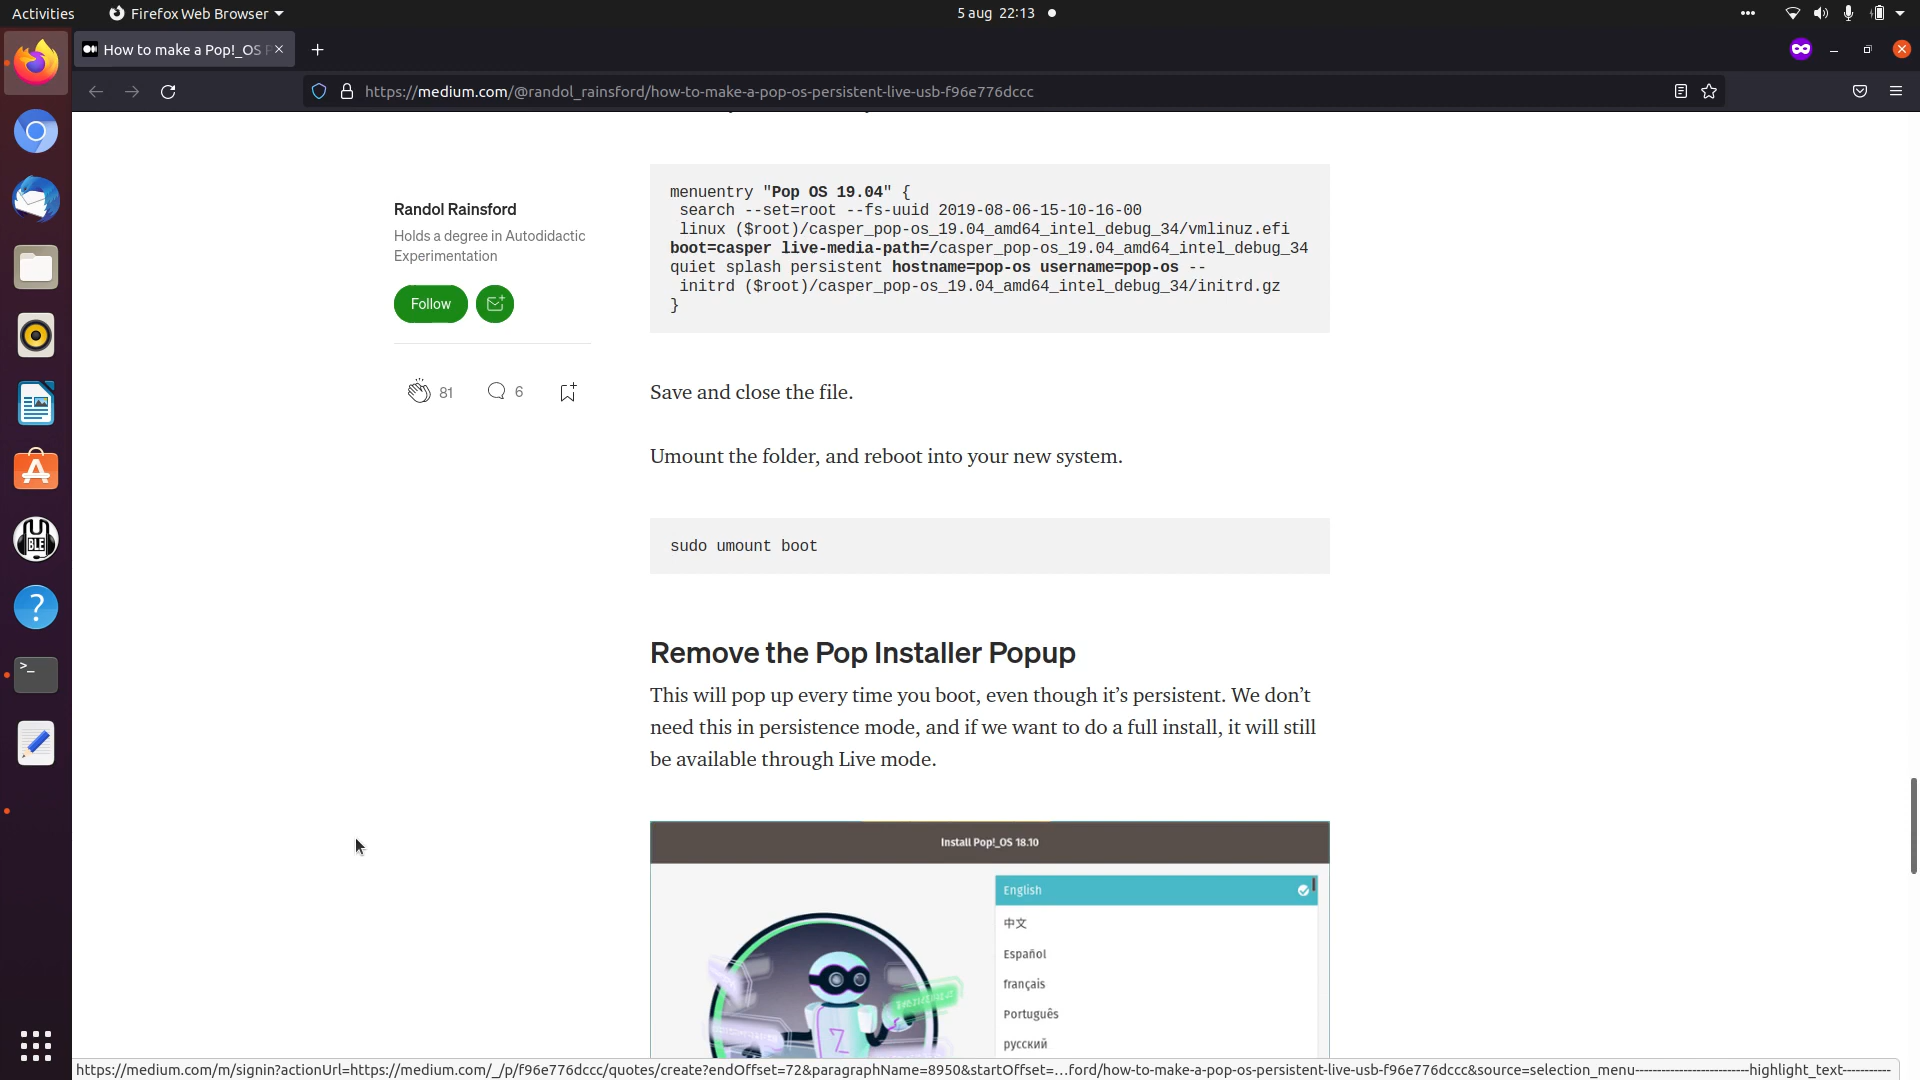 Activities
Firefox Web Browser
5 aug 22:13
How to make a Pop!_OS
https://medium.com/@randol_rainsford/how-to-make-a-pop-os-persistent-live-usb-f96e776dccc
Randol Rainsford
Holds a degree in Autodidactic
Experimentation
Follow
81
6
menuentry "Pop OS 19.04" {
search --set=root --fs-uuid 2019-08-06-15-10-16-00
linux ($root)/casper_pop-os_19.04_amd64_intel_debug_34/vmlinuz.efi
boot=casper live-media-path=/casper_pop-os_19.04_amd64_intel_debug_34
quiet splash persistent hostname=pop-os username=pop-os --
initrd ($root)/casper_pop-os_19.04_amd64_intel_debug_34/initrd.gz
}
Save and close the file.
Umount the folder, and reboot into your new system.
sudo umount boot
Remove the Pop Installer Popup
This will pop up every time you boot, even though it’s persistent. We don’t
need this in persistence mode, and if we want to do a full install, it will still
be available through Live mode.
Install Pop!_OS 18.10
English
中文
Español
français
Português
русский
UBLE
https://medium.com/m/signin?actionUrl=https://medium.com/_/p/f96e776dccc/quotes/create?endOffset=72&paragraphName=8950&startOffset=…ford/how-to-make-a-pop-os-persistent-live-usb-f96e776dccc&source=selection_menu--------------------------highlight_text-----------